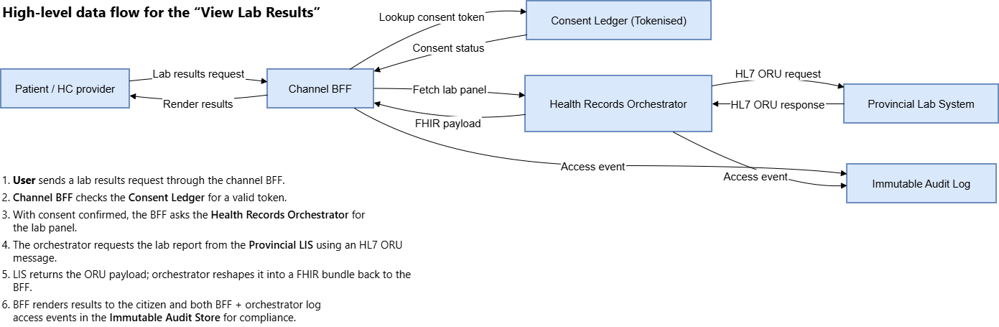 High-level data flow for the “View Lab Results”
Lookup consent token
Consent Ledger (Tokenised)
Consent status
Lab results request
Patient / HC provider
Channel BFF
Render results
Fetch lab panel
FHIR payload
Health Records Orchestrator
HL7 ORU request
HL7 ORU response
Provincial Lab System
Access event
Access event
Immutable Audit Log
1. User sends a lab results request through the channel BFF.
2. Channel BFF checks the Consent Ledger for a valid token.
3. With consent confirmed, the BFF asks the Health Records Orchestrator for
the lab panel.
4. The orchestrator requests the lab report from the Provincial LIS using an HL7 ORU
message.
5. LIS returns the ORU payload; orchestrator reshapes it into a FHIR bundle back to the
BFF.
6. BFF renders results to the citizen and both BFF + orchestrator log
access events in the Immutable Audit Store for compliance.